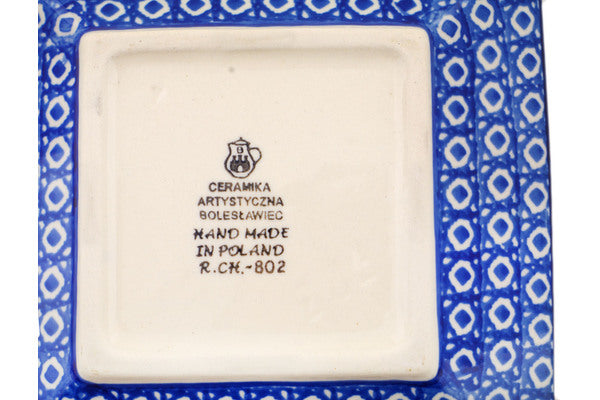 B
CERAMIKA
ARTYSTYCZNA
BOLESŁAWIEC
HAND MADE
IN POLAND
R.CH.-802